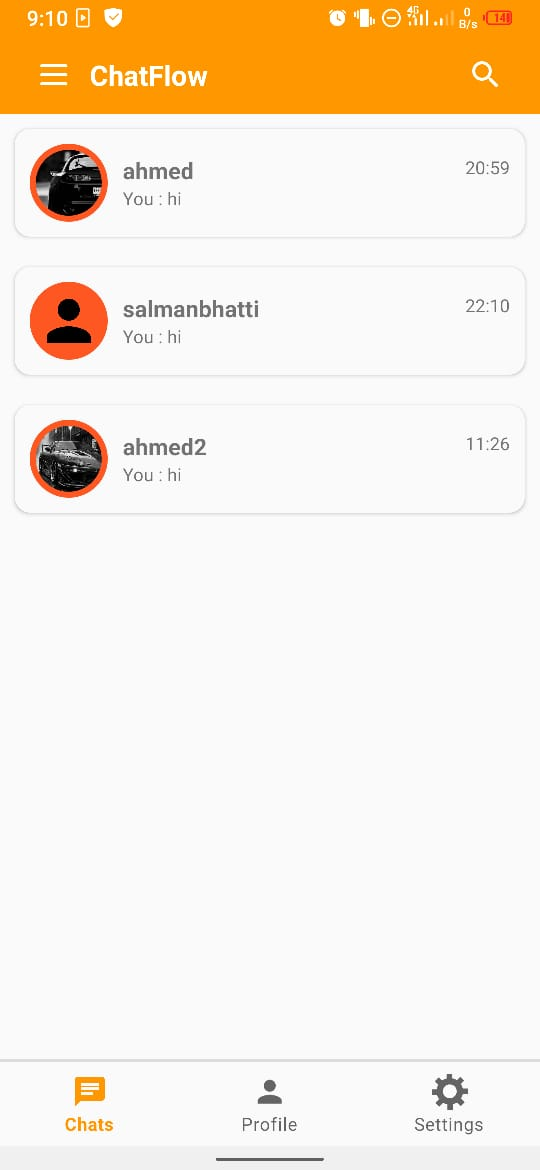 9:10 4G 0 B/s 14
ChatFlow
ahmed 20:59
You : hi
salmanbhatti 22:10
You : hi
ahmed2 11:26
You : hi
Chats Profile Settings